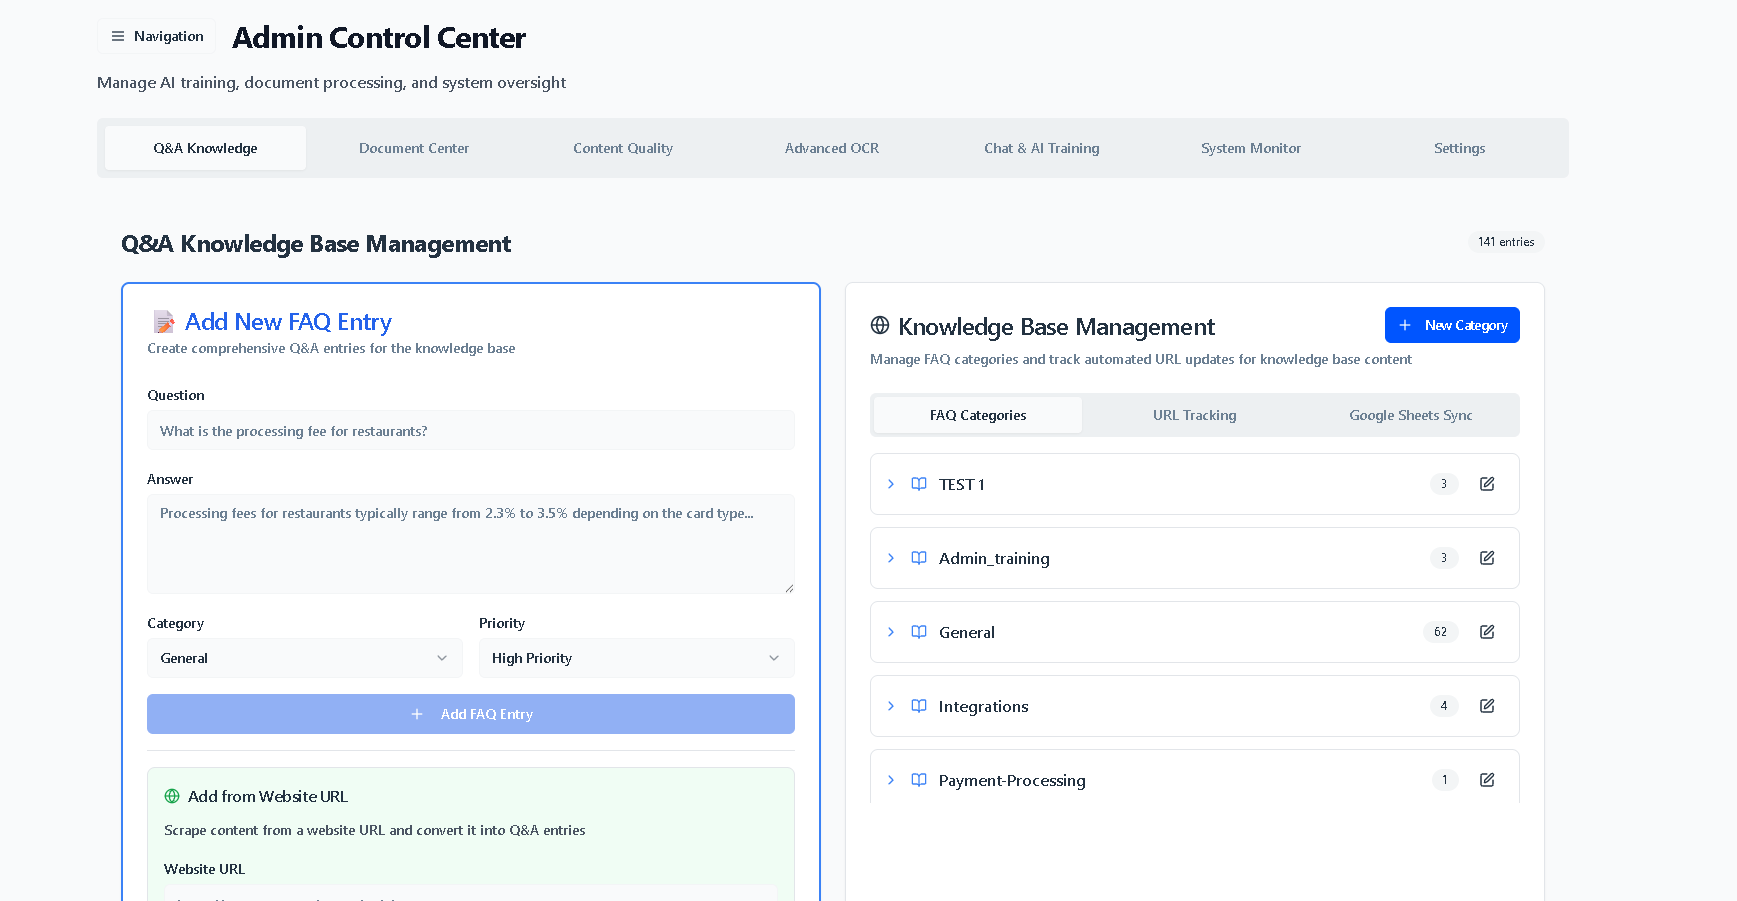 Navigation
Admin Control Center
Manage AI training, document processing, and system oversight
Q&A Knowledge
Document Center
Content Quality
Advanced OCR
Chat & AI Training
System Monitor
Settings
Q&A Knowledge Base Management
141 entries
Add New FAQ Entry
Create comprehensive Q&A entries for the knowledge base
Question
What is the processing fee for restaurants?
Answer
Processing fees for restaurants typically range from 2.3% to 3.5% depending on the card type...
Category
Priority
General
High Priority
Add FAQ Entry
Add from Website URL
Scrape content from a website URL and convert it into Q&A entries
Website URL
Knowledge Base Management
New Category
Manage FAQ categories and track automated URL updates for knowledge base content
FAQ Categories
URL Tracking
Google Sheets Sync
TEST 1
3
Admin_training
3
General
62
Integrations
4
Payment-Processing
1